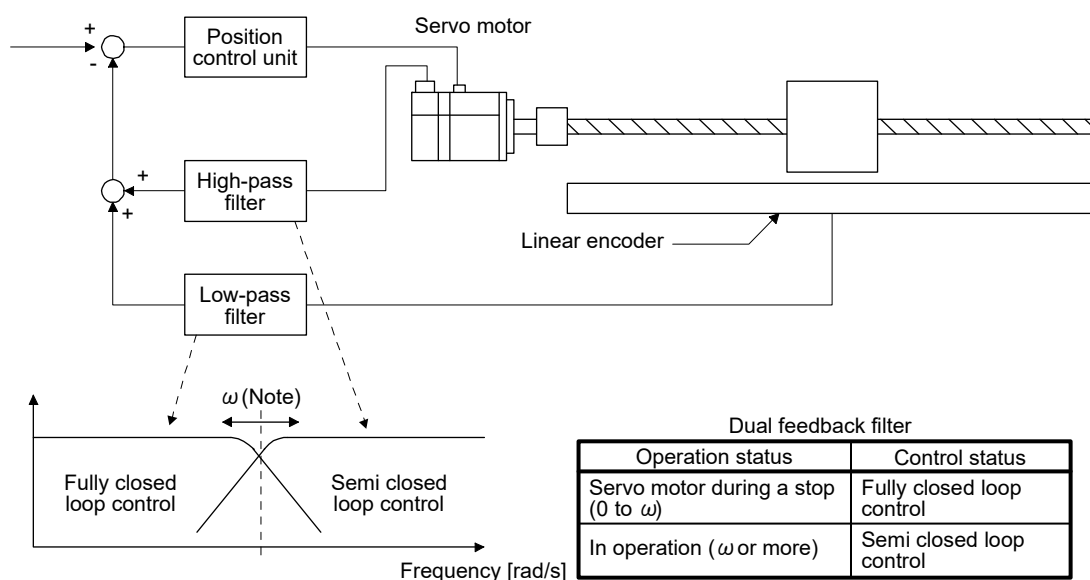 Servo motor
+
-
Position
control unit
+
+
High-pass
filter
Linear encoder
Low-pass
filter
ω (Note)
Fully closed
loop control
Semi closed
loop control
Frequency [rad/s]
Dual feedback filter
Operation status
Control status
Servo motor during a stop
(0 to ω)
Fully closed loop
control
In operation (ω or more)
Semi closed loop
control